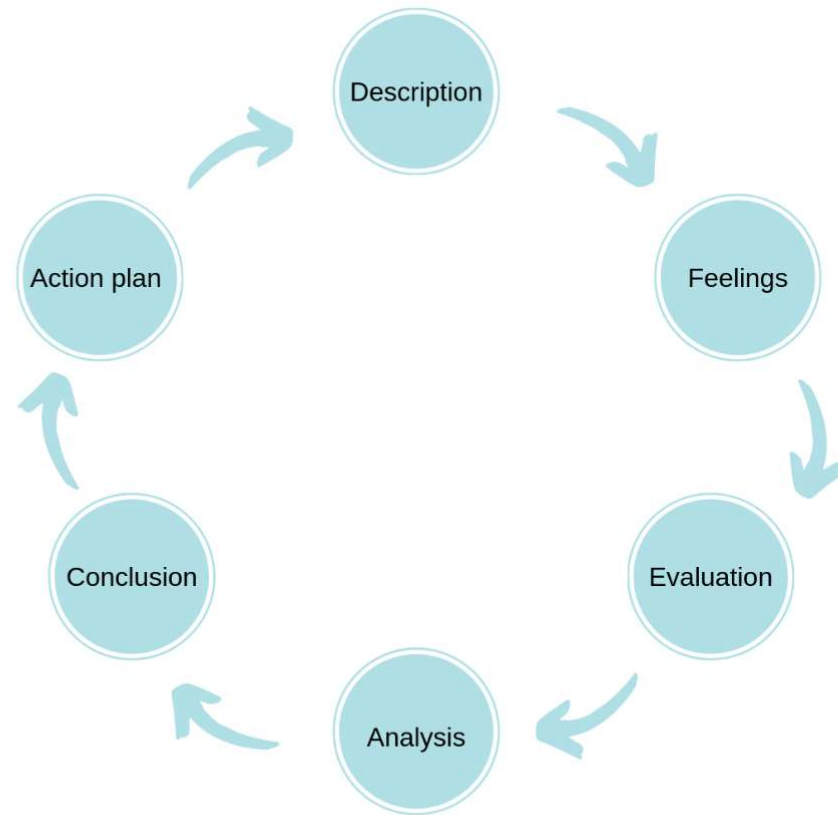 Description
Feelings
Evaluation
Analysis
Conclusion
Action plan